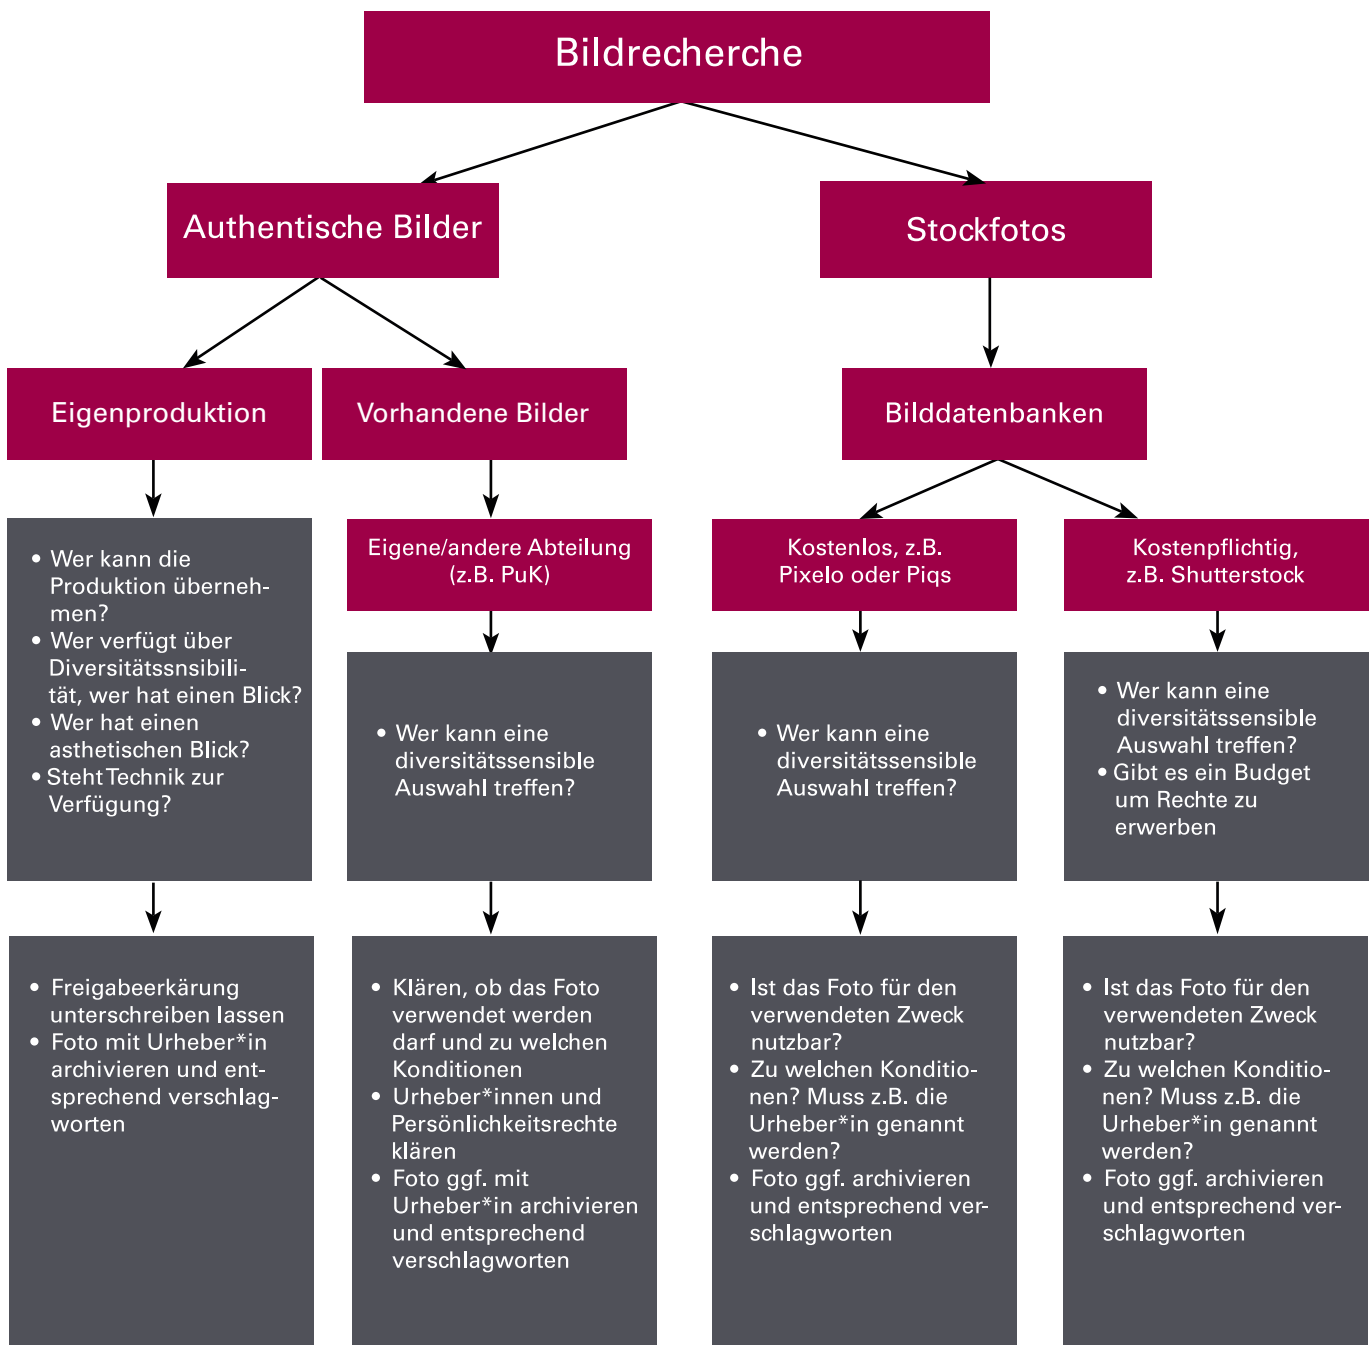 Bildrecherche
Authentische Bilder
Stockfotos
Eigenproduktion
Vorhandene Bilder
Bilddatenbanken
Eigene/andere Abteilung
(z.B. PuK)
Kostenlos, z.B.
Pixelo oder Piqs
Kostenpflichtig,
z.B. Shutterstock
• Wer kann die
Produktion überneh-
men?
• Wer verfügt über
Diversitätssnsibili-
tät, wer hat einen Blick?
• Wer hat einen
asthetischen Blick?
• Steht Technik zur
Verfügung?
• Wer kann eine
diversitätssensible
Auswahl treffen?
• Wer kann eine
diversitätssensible
Auswahl treffen?
• Wer kann eine
diversitätssensible
Auswahl treffen?
• Gibt es ein Budget
um Rechte zu
erwerben
• Freigabeerkärung
unterschreiben lassen
• Foto mit Urheber*in
archivieren und ent-
sprechend verschlag-
worten
• Klären, ob das Foto
verwendet werden
darf und zu welchen
Konditionen
• Urheber*innen und
Persönlichkeitsrechte
klären
• Foto ggf. mit
Urheber*in archivieren
und entsprechend
verschlagworten
• Ist das Foto für den
verwendeten Zweck
nutzbar?
• Zu welchen Konditio-
nen? Muss z.B. die
Urheber*in genannt
werden?
• Foto ggf. archivieren
und entsprechend ver-
schlagworten
• Ist das Foto für den
verwendeten Zweck
nutzbar?
• Zu welchen Konditio-
nen? Muss z.B. die
Urheber*in genannt
werden?
• Foto ggf. archivieren
und entsprechend ver-
schlagworten